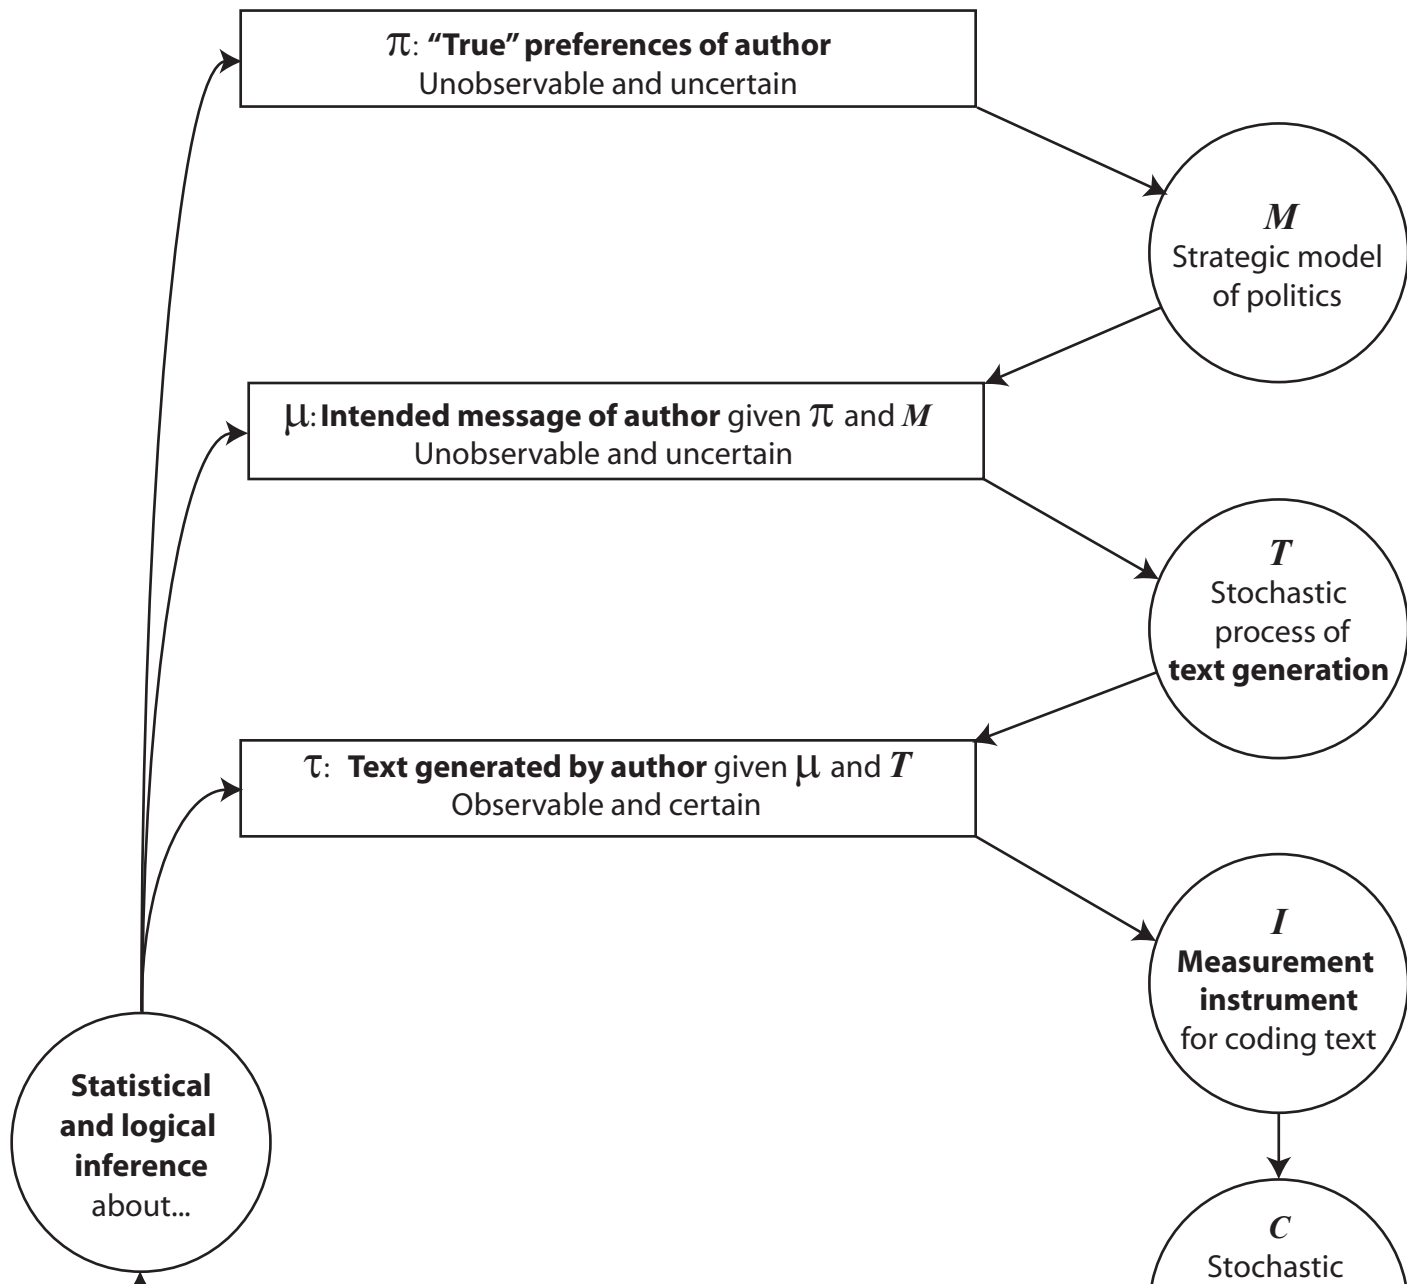 π: “True” preferences of author
Unobservable and uncertain
M
Strategic model
of politics
μ: Intended message of author given π and M
Unobservable and uncertain
T
Stochastic
process of
text generation
τ: Text generated by author given μ and T
Observable and certain
I
Measurement
instrument
for coding text
Statistical
and logical
inference
about...
C
Stochastic